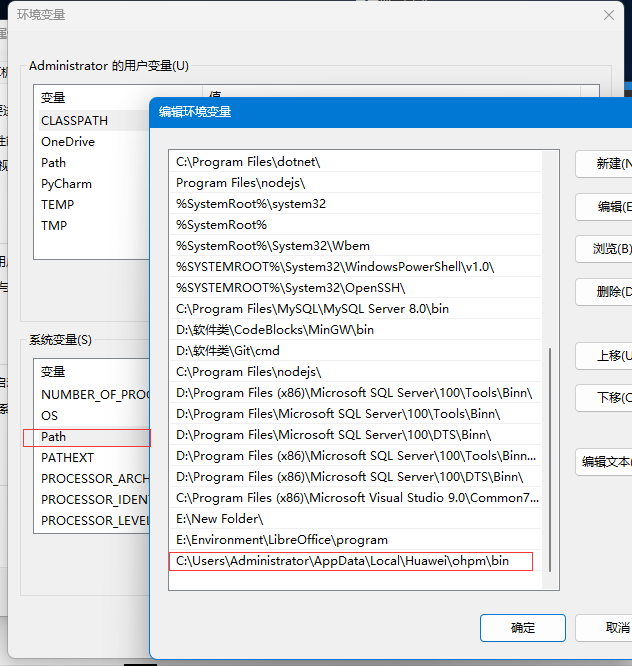 环境变量
Administrator 的用户变量(U)
变量
值
CLASSPATH
OneDrive
Path
PyCharm
TEMP
TMP
系统变量(S)
变量
NUMBER_OF_PROC
OS
Path
PATHEXT
PROCESSOR_ARCH
PROCESSOR_IDENT
PROCESSOR_LEVEL
编辑环境变量
C:\Program Files\dotnet\
Program Files\nodejs\
%SystemRoot%\system32
%SystemRoot%
%SystemRoot%\System32\Wbem
%SYSTEMROOT%\System32\WindowsPowerShell\v1.0\
%SYSTEMROOT%\System32\OpenSSH\
C:\Program Files\MySQL\MySQL Server 8.0\bin
D:\软件类\CodeBlocks\MinGW\bin
D:\软件类\Git\cmd
C:\Program Files\nodejs\
D:\Program Files (x86)\Microsoft SQL Server\100\Tools\Binn\
D:\Program Files\Microsoft SQL Server\100\Tools\Binn\
D:\Program Files\Microsoft SQL Server\100\DTS\Binn\
D:\Program Files (x86)\Microsoft SQL Server\100\Tools\Binn...
D:\Program Files (x86)\Microsoft SQL Server\100\DTS\Binn\
C:\Program Files (x86)\Microsoft Visual Studio 9.0\Common7...
E:\New Folder\
E:\Environment\LibreOffice\program
C:\Users\Administrator\AppData\Local\Huawei\ohpm\bin
新建(N
编辑(E
浏览(B)
删除(D
上移(U
下移(O
编辑文本(
确定
取消